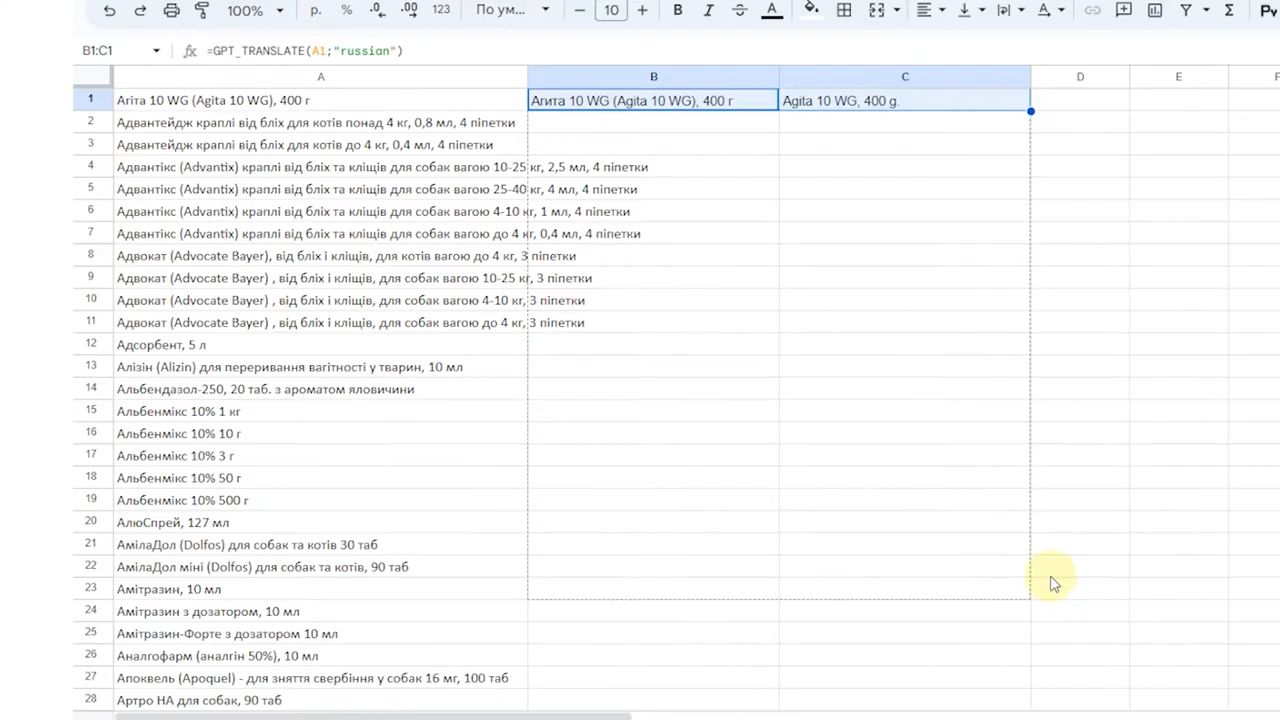 100% р. % .0 .00 123 По ум... 10 B I A Σ Ру
B1:C1 fx =GPT_TRANSLATE(A1;"russian")
A B C D E F
1 Агіта 10 WG (Agita 10 WG), 400 г Агита 10 WG (Agita 10 WG), 400 г Agita 10 WG, 400 g.
2 Адвантейдж краплі від бліх для котів понад 4 кг, 0,8 мл, 4 піпетки
3 Адвантейдж краплі від бліх для котів до 4 кг, 0,4 мл, 4 піпетки
4 Адвантікс (Advantix) краплі від бліх та кліщів для собак вагою 10-25 кг, 2,5 мл, 4 піпетки
5 Адвантікс (Advantix) краплі від бліх та кліщів для собак вагою 25-40 кг, 4 мл, 4 піпетки
6 Адвантікс (Advantix) краплі від бліх та кліщів для собак вагою 4-10 кг, 1 мл, 4 піпетки
7 Адвантікс (Advantix) краплі від бліх та кліщів для собак вагою до 4 кг, 0,4 мл, 4 піпетки
8 Адвокат (Advocate Bayer), від бліх і кліщів, для котів вагою до 4 кг, 3 піпетки
9 Адвокат (Advocate Bayer) , від бліх і кліщів, для собак вагою 10-25 кг, 3 піпетки
10 Адвокат (Advocate Bayer) , від бліх і кліщів, для собак вагою 4-10 кг, 3 піпетки
11 Адвокат (Advocate Bayer) , від бліх і кліщів, для собак вагою до 4 кг, 3 піпетки
12 Адсорбент, 5 л
13 Алізін (Alizin) для переривання вагітності у тварин, 10 мл
14 Альбендазол-250, 20 таб. з ароматом яловичини
15 Альбенмікс 10% 1 кг
16 Альбенмікс 10% 10 г
17 Альбенмікс 10% 3 г
18 Альбенмікс 10% 50 г
19 Альбенмікс 10% 500 г
20 АлюСпрей, 127 мл
21 АмілаДол (Dolfos) для собак та котів 30 таб
22 АмілаДол міні (Dolfos) для собак та котів, 90 таб
23 Амітразин, 10 мл
24 Амітразин з дозатором, 10 мл
25 Амітразин-Форте з дозатором 10 мл
26 Аналгофарм (аналгін 50%), 10 мл
27 Апоквель (Apoquel) - для зняття свербіння у собак 16 мг, 100 таб
28 Артро НА для собак, 90 таб